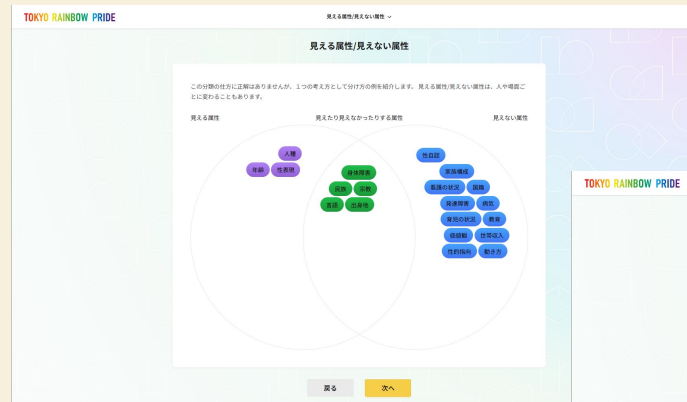 TOKYO RAINBOW PRIDE
見える属性/見えない属性
見える属性/見えない属性
この分類の仕方に正解はありませんが、1つの考え方として分け方の例を紹介します。 見える属性/見えない属性は、人や場面ご
とに変わることもあります。
見える属性
見えたり見えなかったりする属性
見えない属性
人種
年齢 性表現
身体障害
民族 宗教
言語 出身地
性自認
家族構成
看護の状況 国籍
発達障害 病気
育児の状況 教育
価値観 世帯収入
性的指向 働き方
戻る
次へ
TOKYO RAINBOW PRIDE